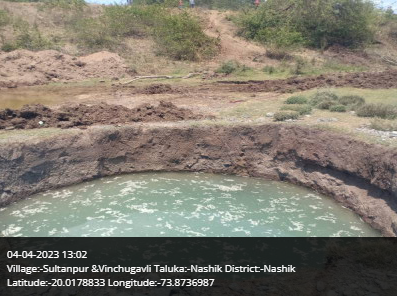 04-04-2023 13:02
Village:-Sultanpur &Vinchugavli Taluka:-Nashik District:-Nashik
Latitude:-20.0178833 Longitude:-73.8736987